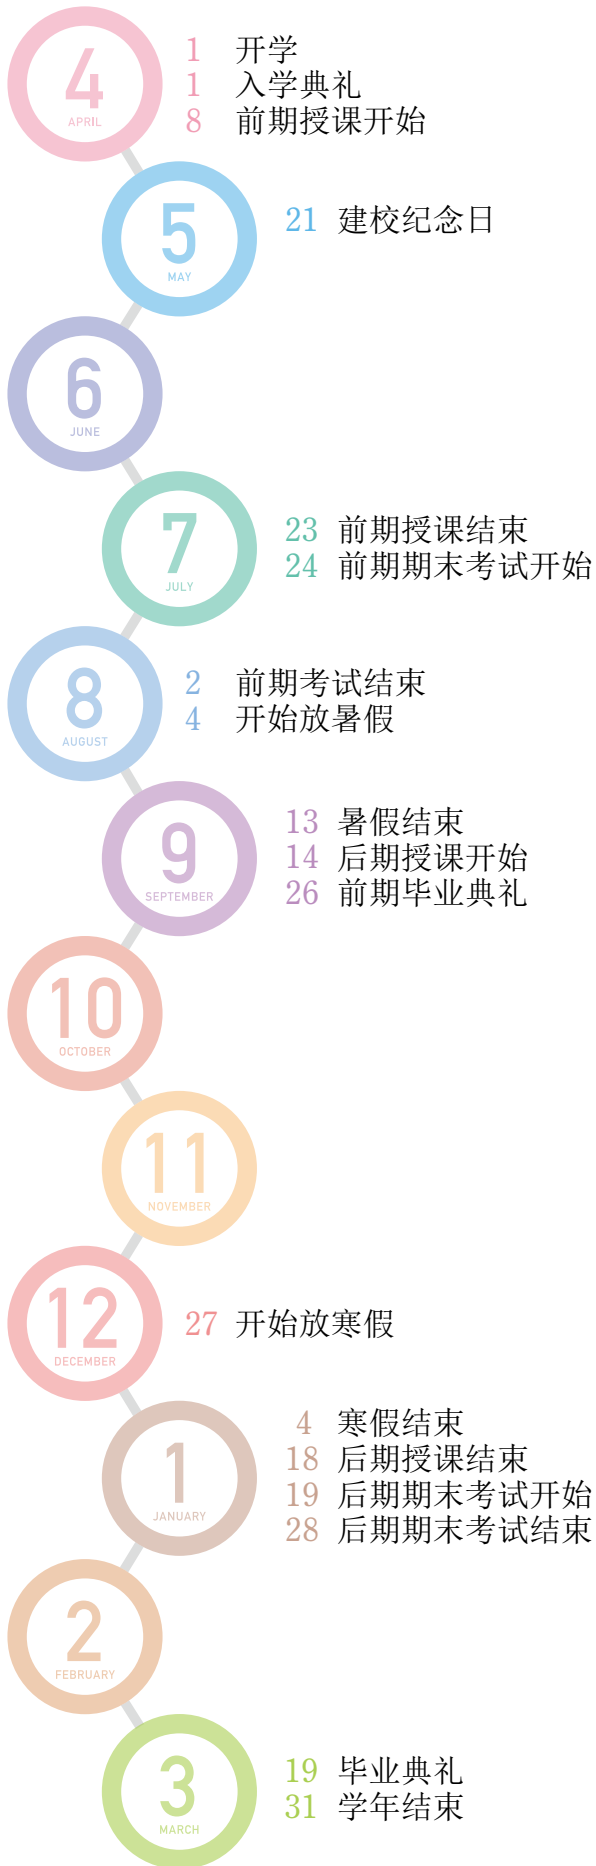 4
APRIL
1 开学
1 入学典礼
8 前期授课开始
5
MAY
21 建校纪念日
6
JUNE
7
JULY
23 前期授课结束
24 前期期末考试开始
8
AUGUST
2 前期考试结束
4 开始放暑假
9
SEPTEMBER
13 暑假结束
14 后期授课开始
26 前期毕业典礼
10
OCTOBER
11
NOVEMBER
12
DECEMBER
27 开始放寒假
1
JANUARY
4 寒假结束
18 后期授课结束
19 后期期末考试开始
28 后期期末考试结束
2
FEBRUARY
3
MARCH
19 毕业典礼
31 学年结束